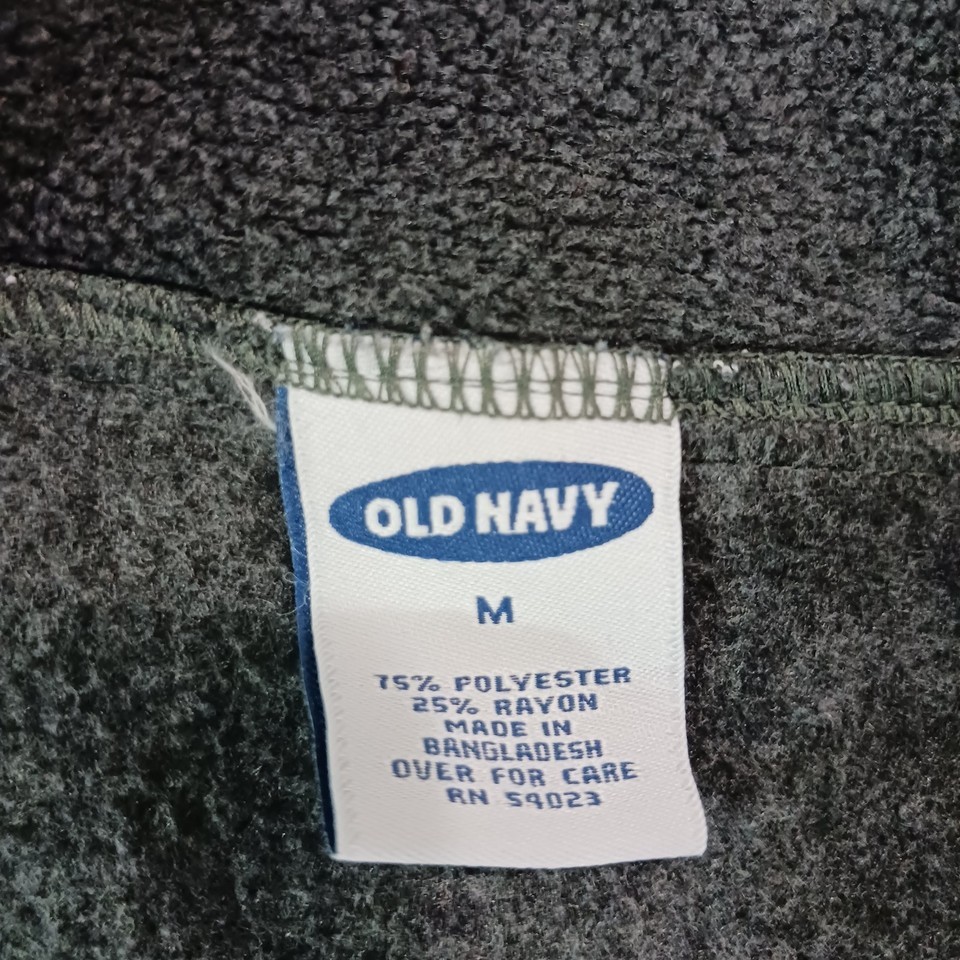 OLD NAVY
M
75% POLYESTER
25% RAYON
MADE IN
BANGLADESH
OVER FOR CARE
RN 54023